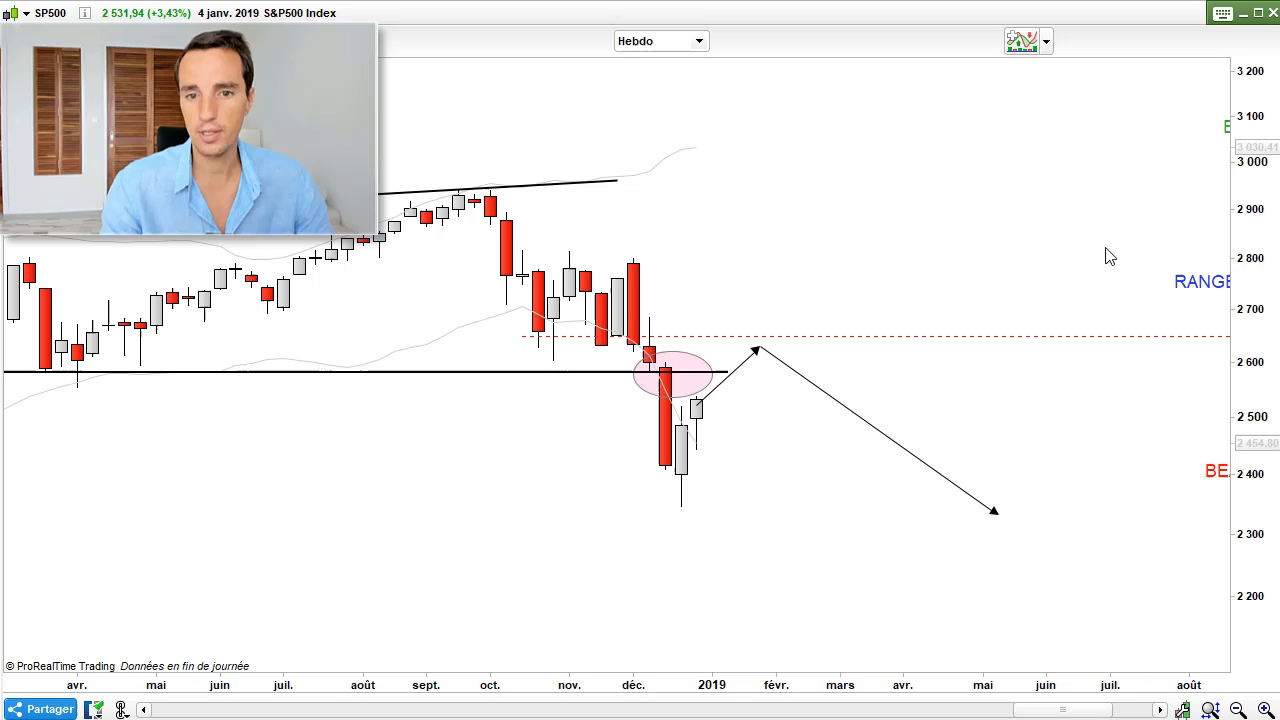 SP500 2 531,94 (+3,43%) 4 janv. 2019 S&P500 Index
Hebdo
3 200
3 100
3 030,41
3 000
2 900
2 800
RANGE
2 700
2 600
2 500
2 454,80
BE
2 400
2 300
2 200
© ProRealTime Trading Données en fin de journée
avr. mai juin juil. août sept. oct. nov. déc. 2019 févr. mars avr. mai juin juil. août
Partager